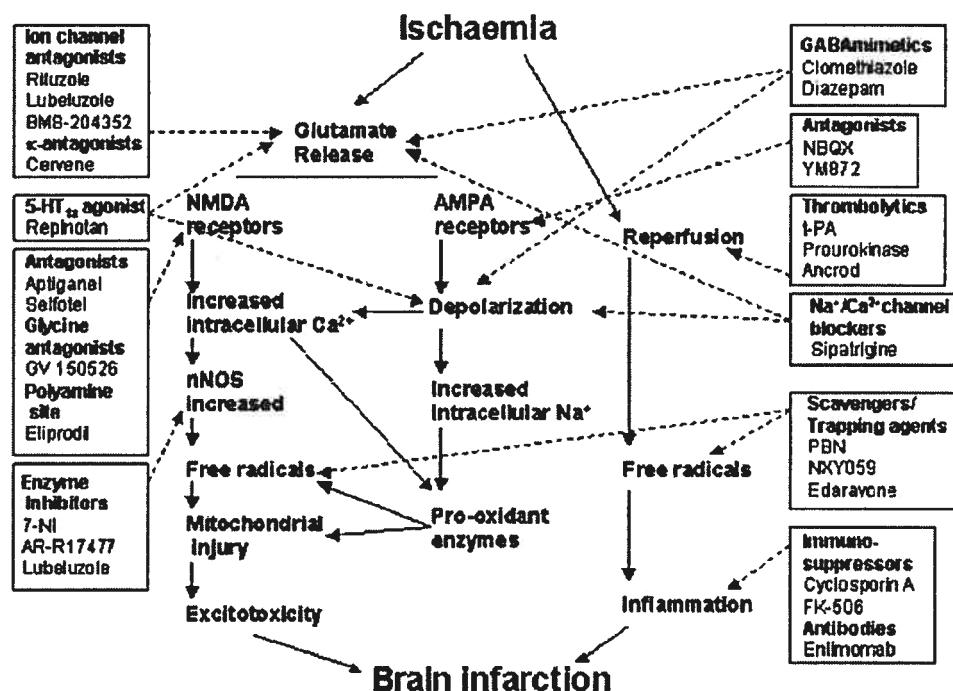 Ischaemia
Ion channel
antagonists
Riluzole
Lubeluzole
BMS-204352
κ-antagonists
Cervene
5-HT1a agonist
Repinotan
Antagonists
Aptiganel
Selfotel
Glycine
antagonists
GV 150526
Polyamine
site
Eliprodil
Enzyme
inhibitors
7-NI
AR-R17477
Lubeluzole
Glutamate
Release
NMDA
receptors
AMPA
receptors
Reperfusion
Increased
intracellular Ca2+
Depolarization
nNOS
increased
Increased
Intracellular Na+
Free radicals
Free radicals
Mitochondrial
injury
Pro-oxidant
enzymes
Excitotoxicity
Inflammation
Brain infarction
GABAmimetics
Clomethiazole
Diazepam
Antagonists
NBQX
YM872
Thrombolytics
t-PA
Prourokinase
Ancrod
Na+/Ca2+ channel
blockers
Sipatrigine
Scavengers/
Trapping agents
PBN
NXY059
Edaravone
Immuno-
suppressors
Cyclosporin A
FK-506
Antibodies
Enlimomab